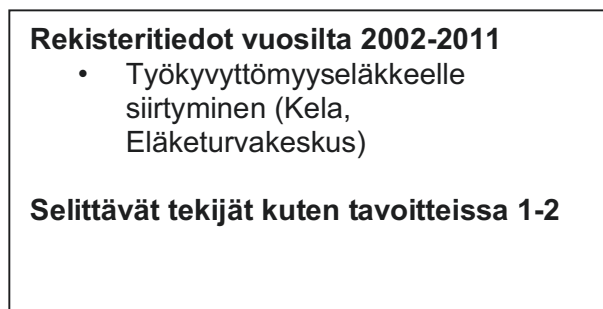 Rekisteritiedot vuosilta 2002-2011
• Työkyvyttömyyseläkkeelle
siirtyminen (Kela,
Eläketurvakeskus)
Selittävät tekijät kuten tavoitteissa 1-2